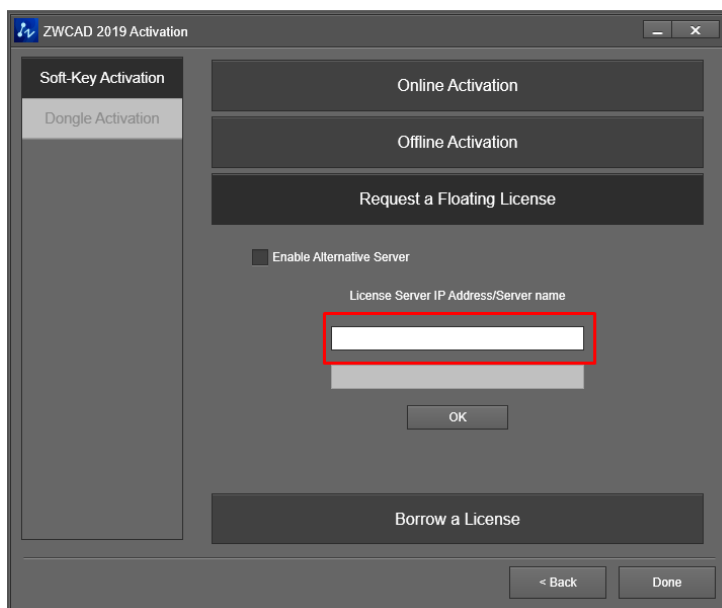 ZWCAD 2019 Activation
Soft-Key Activation
Dongle Activation
Online Activation
Offline Activation
Request a Floating License
Enable Alternative Server
License Server IP Address/Server name
OK
Borrow a License
< Back
Done